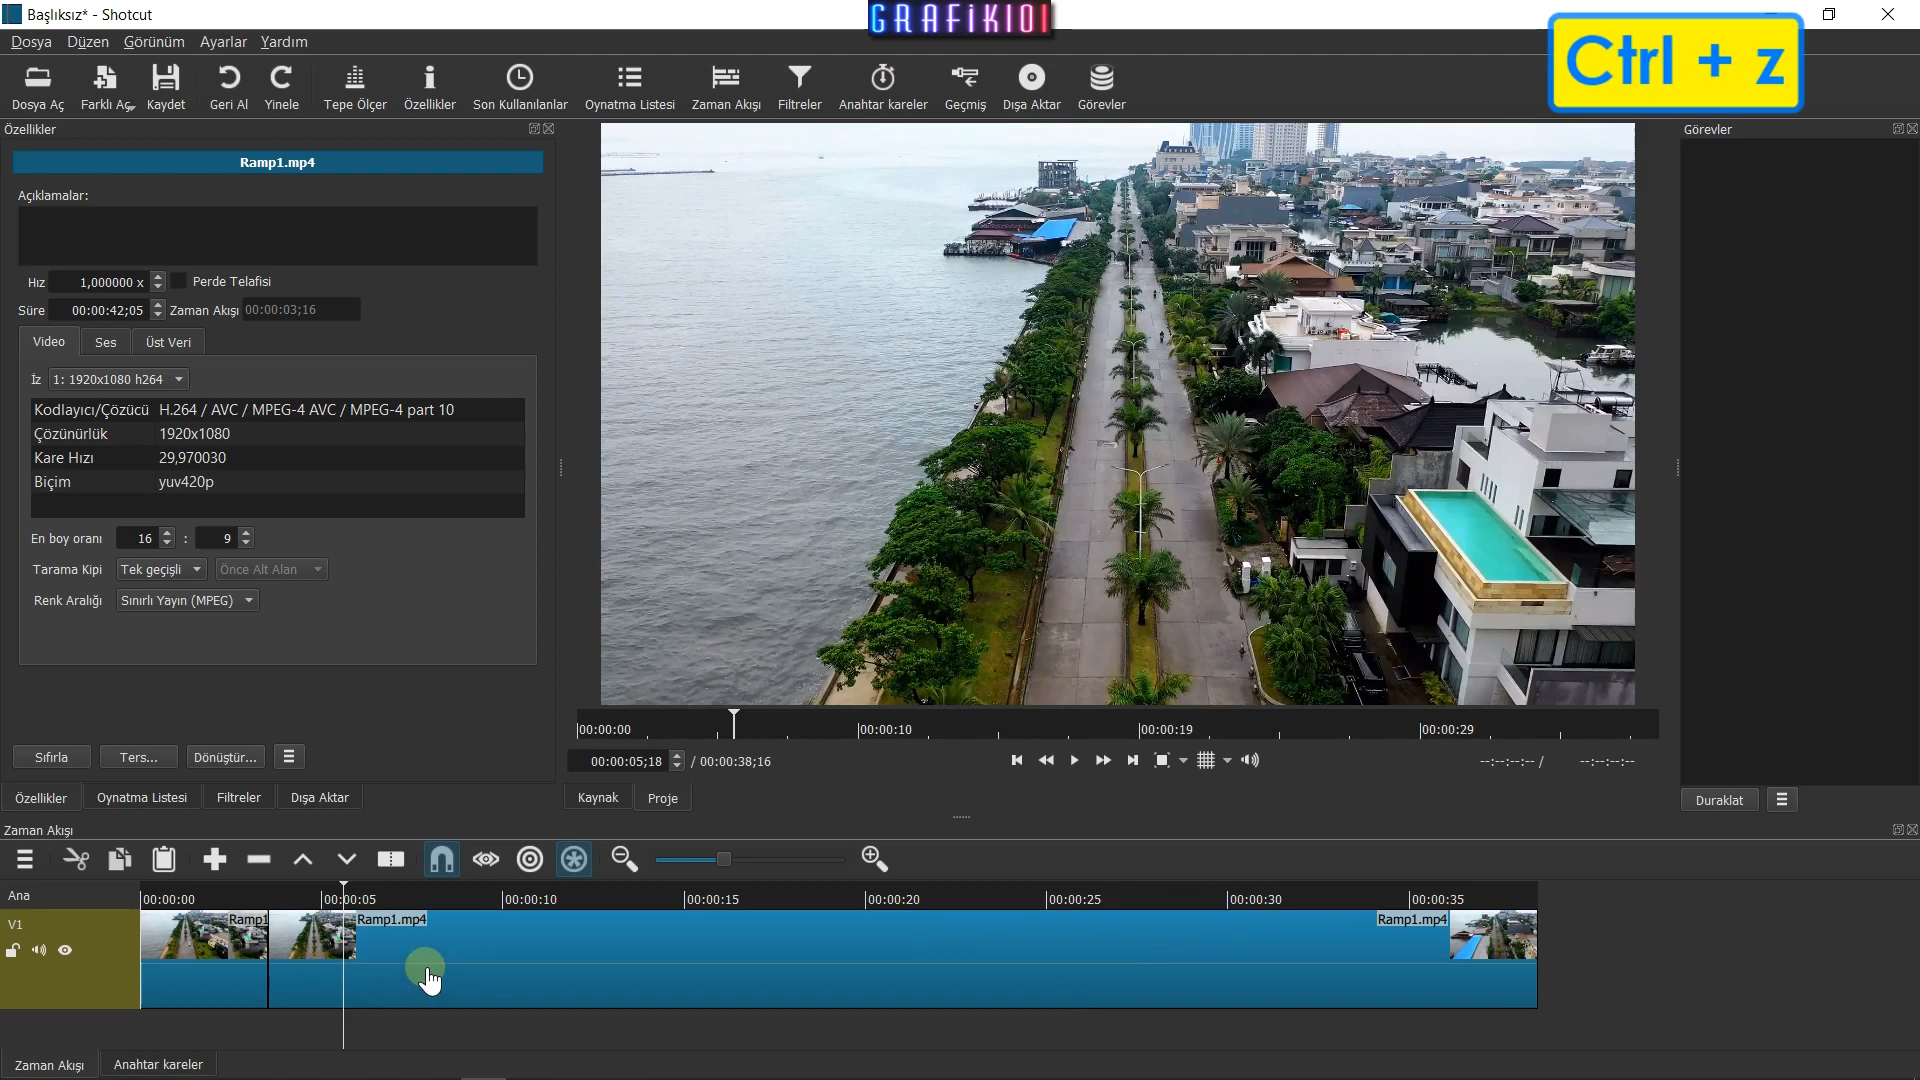 Başlıksız* - Shotcut
GRAFiK101
Ctrl + z
Dosya Düzen Görünüm Ayarlar Yardım
Dosya Aç Farklı Aç Kaydet Geri Al Yinele Tepe Ölçer Özellikler Son Kullanılanlar Oynatma Listesi Zaman Akışı Filtreler Anahtar kareler Geçmiş Dışa Aktar Görevler
Özellikler
Görevler
Ramp1.mp4
Açıklamalar:
Hız 1,000000 x Perde Telafisi
Süre 00:00:42;05 Zaman Akışı 00:00:03;16
Video Ses Üst Veri
İz 1: 1920x1080 h264
Kodlayıcı/Çözücü H.264 / AVC / MPEG-4 AVC / MPEG-4 part 10
Çözünürlük 1920x1080
Kare Hızı 29,970030
Biçim yuv420p
En boy oranı 16 : 9
Tarama Kipi Tek geçişli Önce Alt Alan
Renk Aralığı Sınırlı Yayın (MPEG)
00:00:00 00:00:10 00:00:19 00:00:29
Sıfırla Ters... Dönüştür...
00:00:05;18 / 00:00:38;16
--:--:--:-- / --:--:--:--
Özellikler Oynatma Listesi Filtreler Dışa Aktar
Kaynak Proje
Duraklat
Zaman Akışı
Ana
00:00:00 00:00:05 00:00:10 00:00:15 00:00:20 00:00:25 00:00:30 00:00:35
V1
Ramp1 Ramp1.mp4 Ramp1.mp4
Zaman Akışı Anahtar kareler